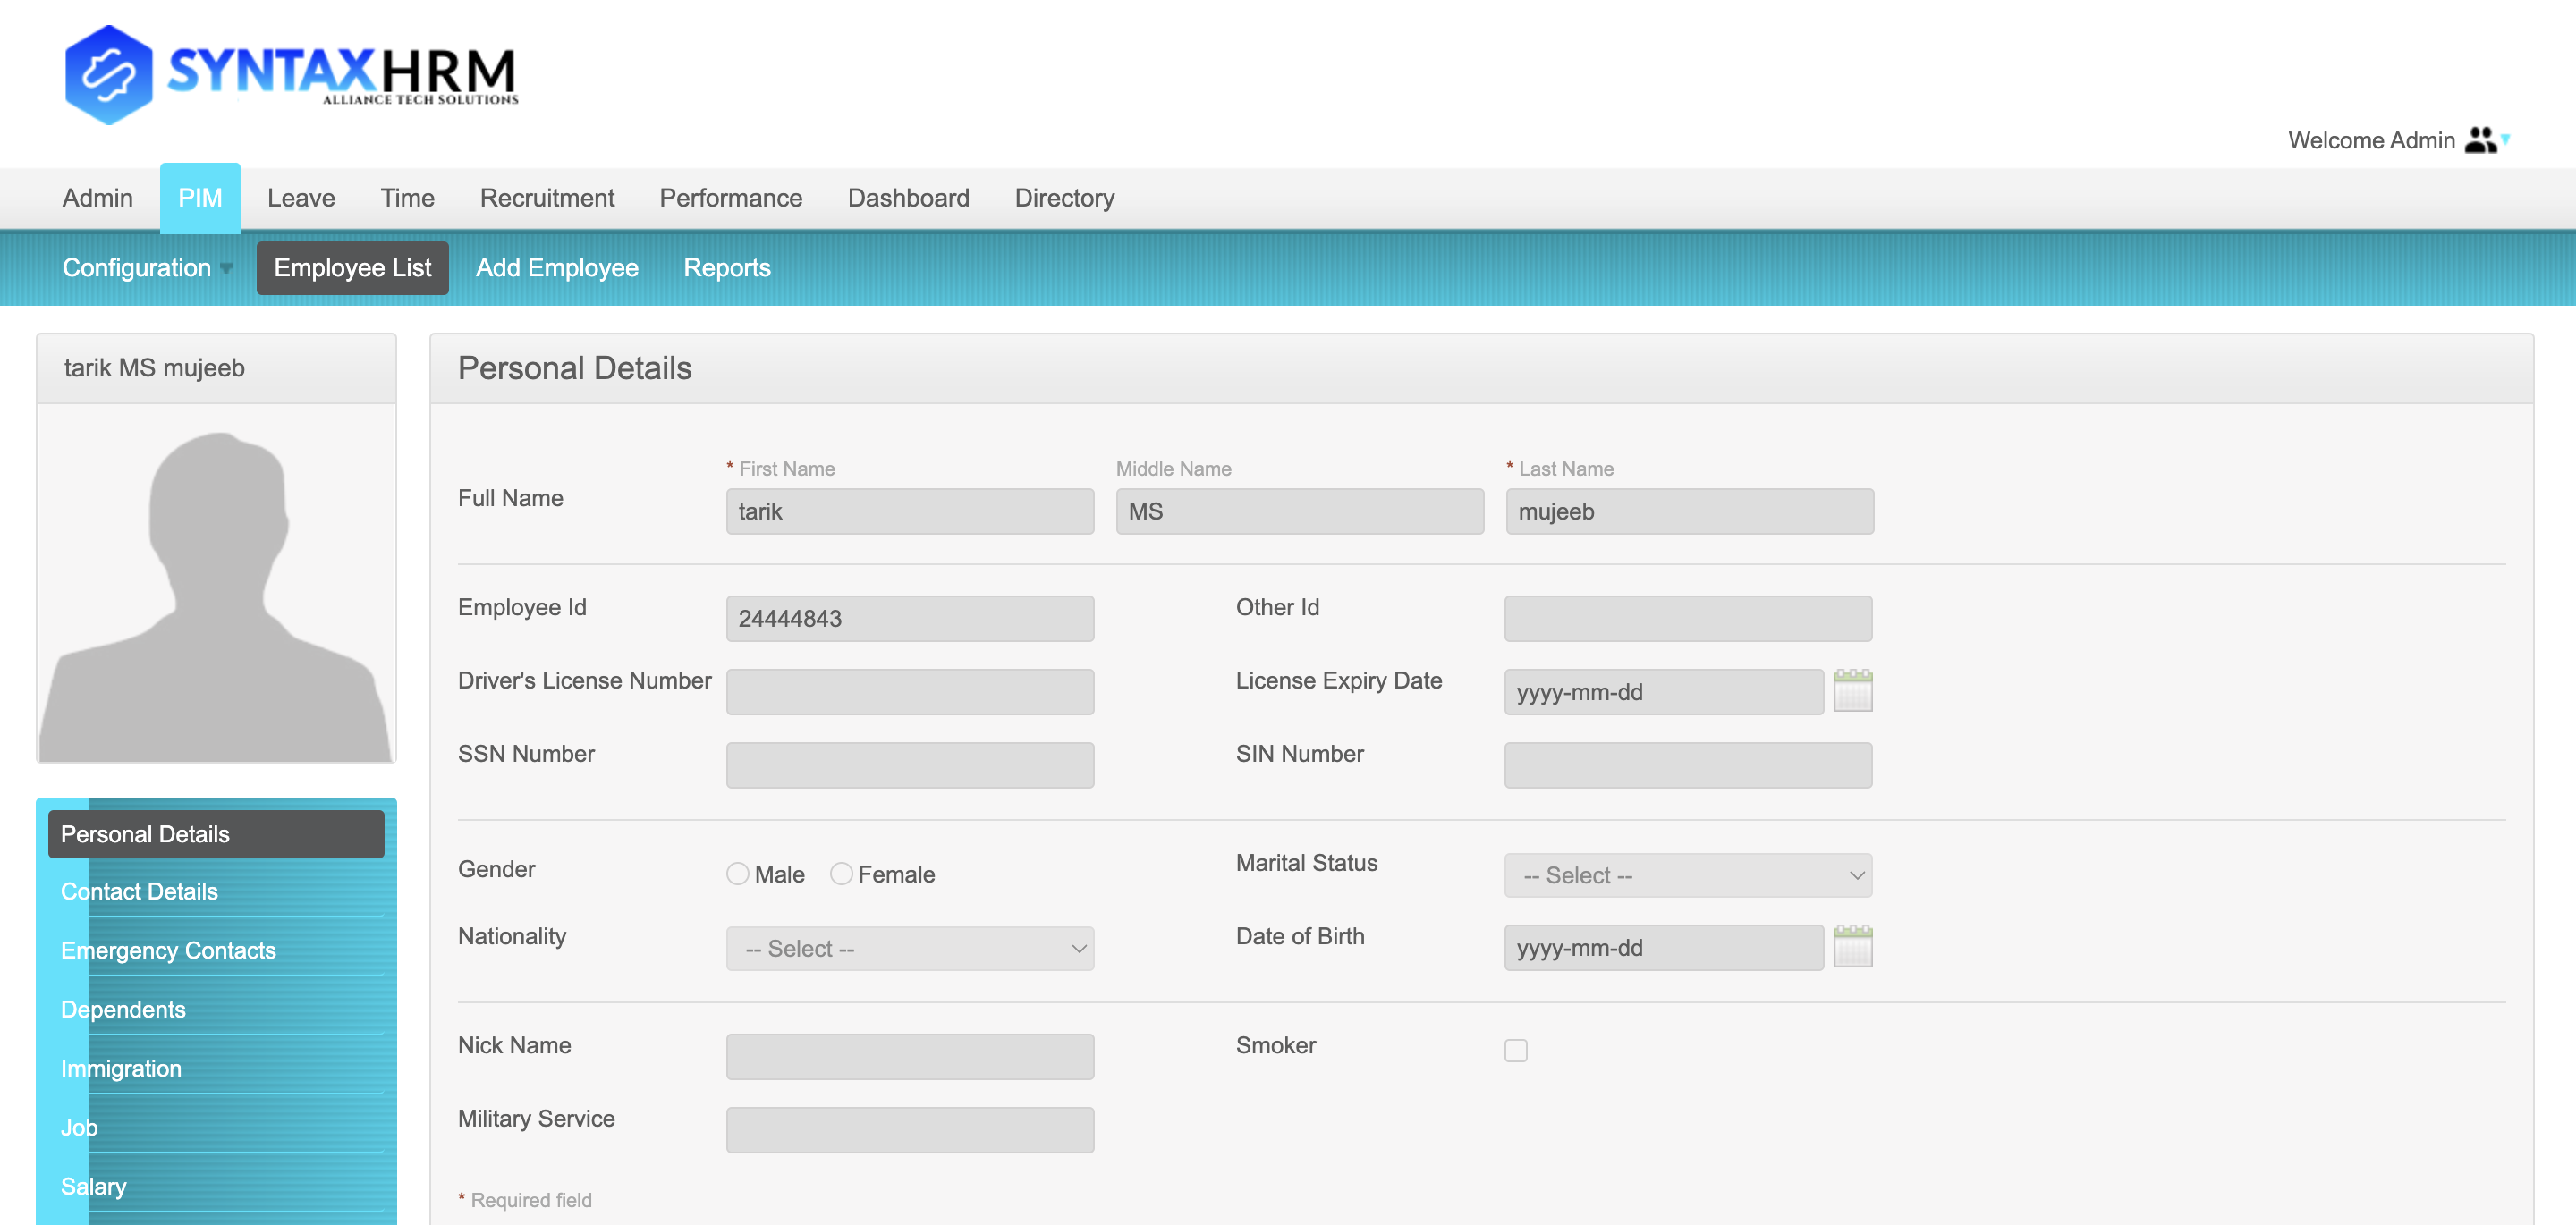 SYNTAXHRM
ALLIANCE TECH SOLUTIONS
Welcome Admin
Admin PIM Leave Time Recruitment Performance Dashboard Directory
Configuration Employee List Add Employee Reports
tarik MS mujeeb
Personal Details
* First Name Middle Name * Last Name
Full Name tarik MS mujeeb
Employee Id 24444843 Other Id
Driver's License Number License Expiry Date yyyy-mm-dd
SSN Number SIN Number
Gender Male Female Marital Status -- Select --
Nationality -- Select -- Date of Birth yyyy-mm-dd
Nick Name Smoker
Military Service
* Required field
Personal Details
Contact Details
Emergency Contacts
Dependents
Immigration
Job
Salary